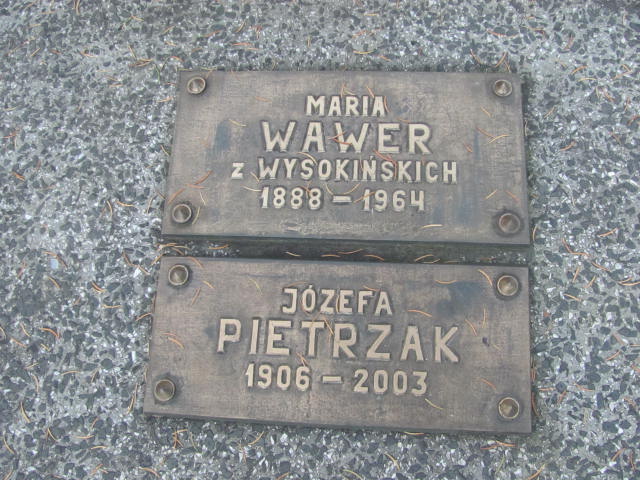 MARIA
WAWER
z WYSOKIŃSKICH
1888 – 1964
JÓZEFA
PIETRZAK
1906 – 2003